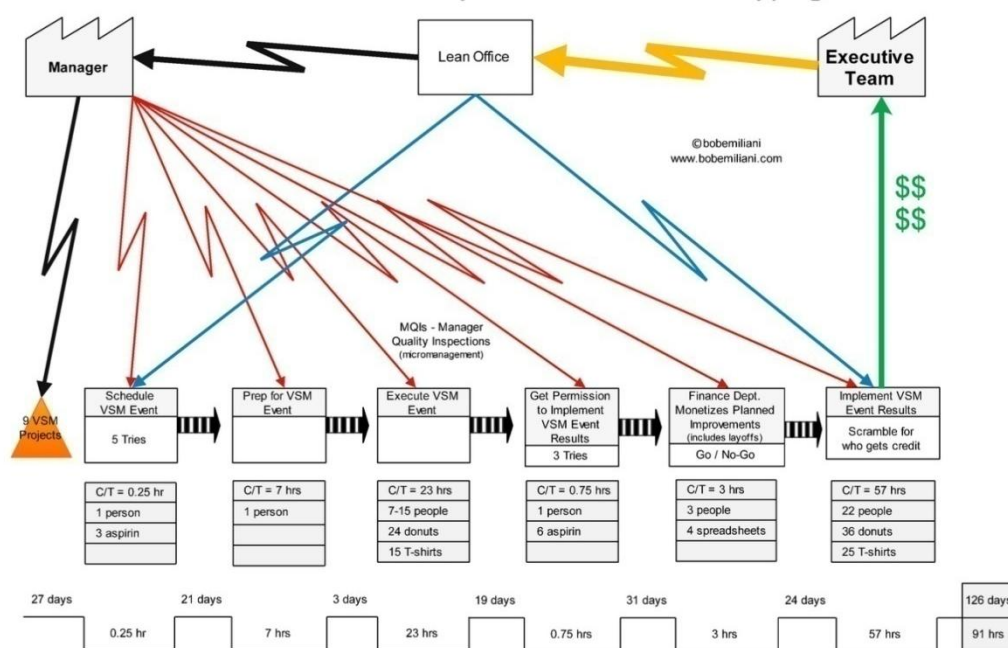 Manager
Lean Office
Executive
Team
©bobemiliani
www.bobemiliani.com
$$
$$
MQIs - Manager
Quality Inspections
(micromanagement)
9 VSM
Projects
Schedule
VSM Event
5 Tries
Prep for VSM
Event
Execute VSM
Event
Get Permission
to Implement
VSM Event
Results
3 Tries
Finance Dept.
Monetizes Planned
Improvements
(includes layoffs)
Go / No-Go
Implement VSM
Event Results
Scramble for
who gets credit
C/T = 0.25 hr
1 person
3 aspirin
C/T = 7 hrs
1 person
C/T = 23 hrs
7-15 people
24 donuts
15 T-shirts
C/T = 0.75 hrs
1 person
6 aspirin
C/T = 3 hrs
3 people
4 spreadsheets
C/T = 57 hrs
22 people
36 donuts
25 T-shirts
27 days
21 days
3 days
19 days
31 days
24 days
126 days
0.25 hr
7 hrs
23 hrs
0.75 hrs
3 hrs
57 hrs
91 hrs